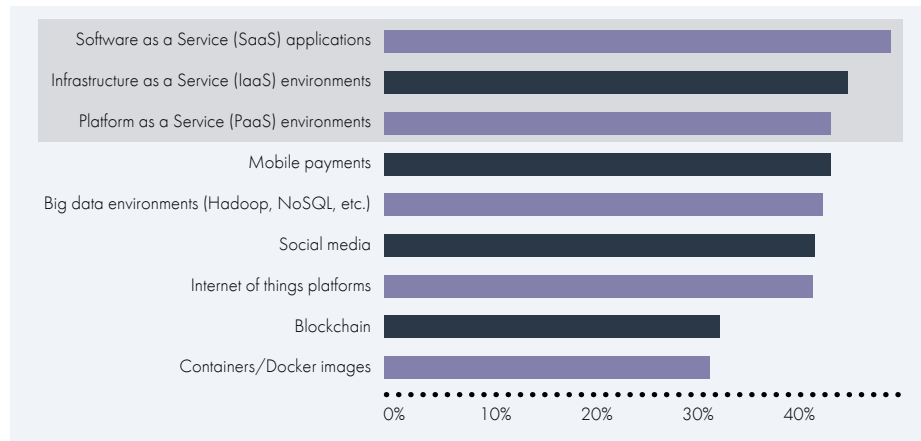 Software as a Service (SaaS) applications
Infrastructure as a Service (IaaS) environments
Platform as a Service (PaaS) environments
Mobile payments
Big data environments (Hadoop, NoSQL, etc.)
Social media
Internet of things platforms
Blockchain
Containers/Docker images
0% 10% 20% 30% 40%